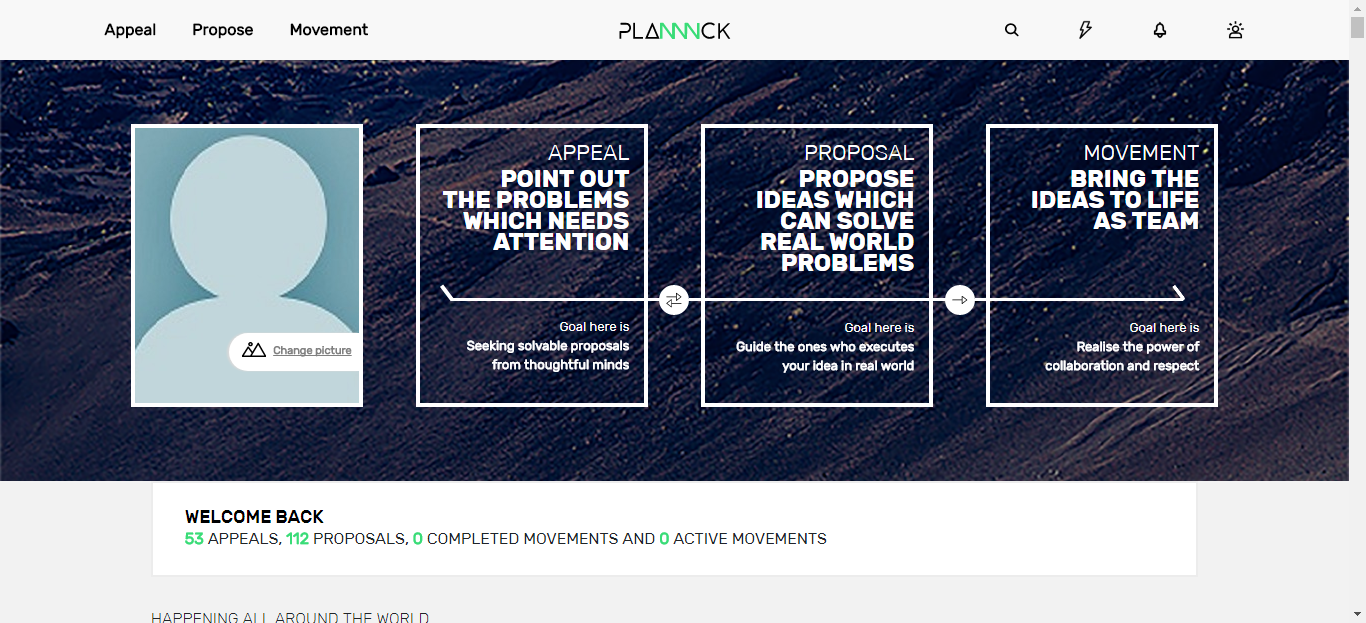 Appeal
Propose
Movement
PLANNNCK
Change picture
APPEAL
POINT OUT
THE PROBLEMS
WHICH NEEDS
ATTENTION
Goal here is
Seeking solvable proposals
from thoughtful minds
PROPOSAL
PROPOSE
IDEAS WHICH
CAN SOLVE
REAL WORLD
PROBLEMS
Goal here is
Guide the ones who executes
your idea in real world
MOVEMENT
BRING THE
IDEAS TO LIFE
AS TEAM
Goal here is
Realise the power of
collaboration and respect
WELCOME BACK
53 APPEALS, 112 PROPOSALS, 0 COMPLETED MOVEMENTS AND 0 ACTIVE MOVEMENTS
HAPPENING ALL AROUND THE WORLD